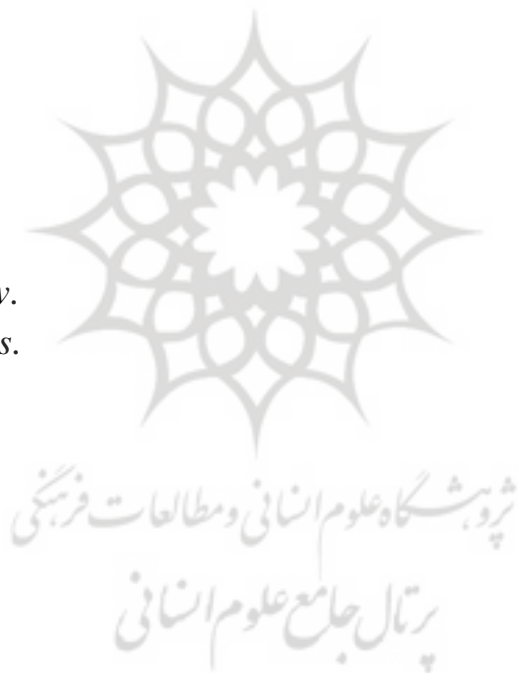 v.
s.
پژوهشگاه علوم انسانی و مطالعات فرهنگی
پرتال جامع علوم انسانی